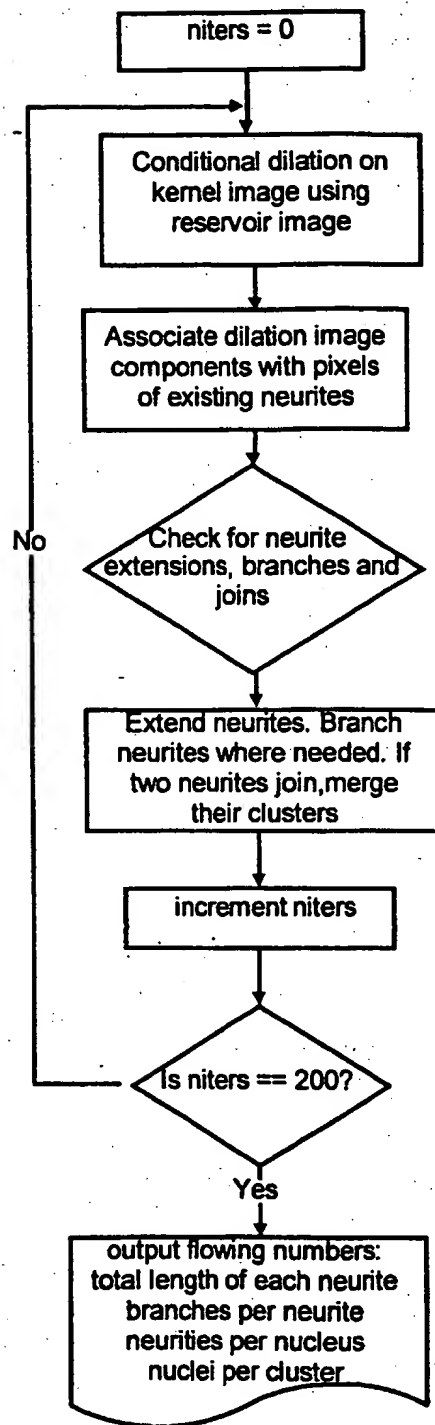 niters = 0
Conditional dilation on
kernel image using
reservoir image
Associate dilation image
components with pixels
of existing neurites
No
Check for neurite
extensions, branches and
joins
Extend neurites. Branch
neurites where needed. If
two neurites join,merge
their clusters
increment niters
Is niters == 200?
Yes
output flowing numbers:
total length of each neurite
branches per neurite
neurities per nucleus
nuclei per cluster